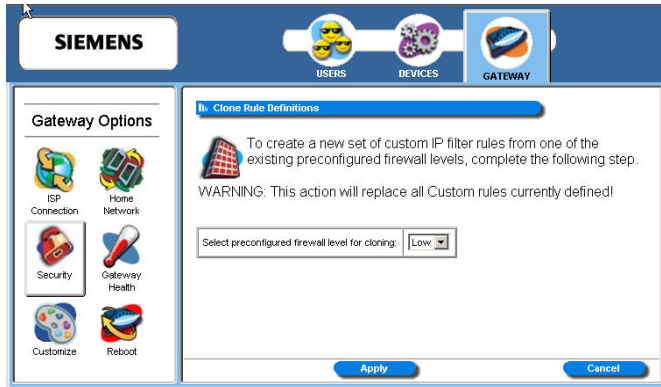 SIEMENS
USERS
DEVICES
GATEWAY
Gateway Options
ISP
Connection
Home
Network
Security
Gateway
Health
Customize
Reboot
Clone Rule Definitions
To create a new set of custom IP filter rules from one of the
existing preconfigured firewall levels, complete the following step.
WARNING: This action will replace all Custom rules currently defined!
Select preconfigured firewall level for cloning: Low
Apply
Cancel